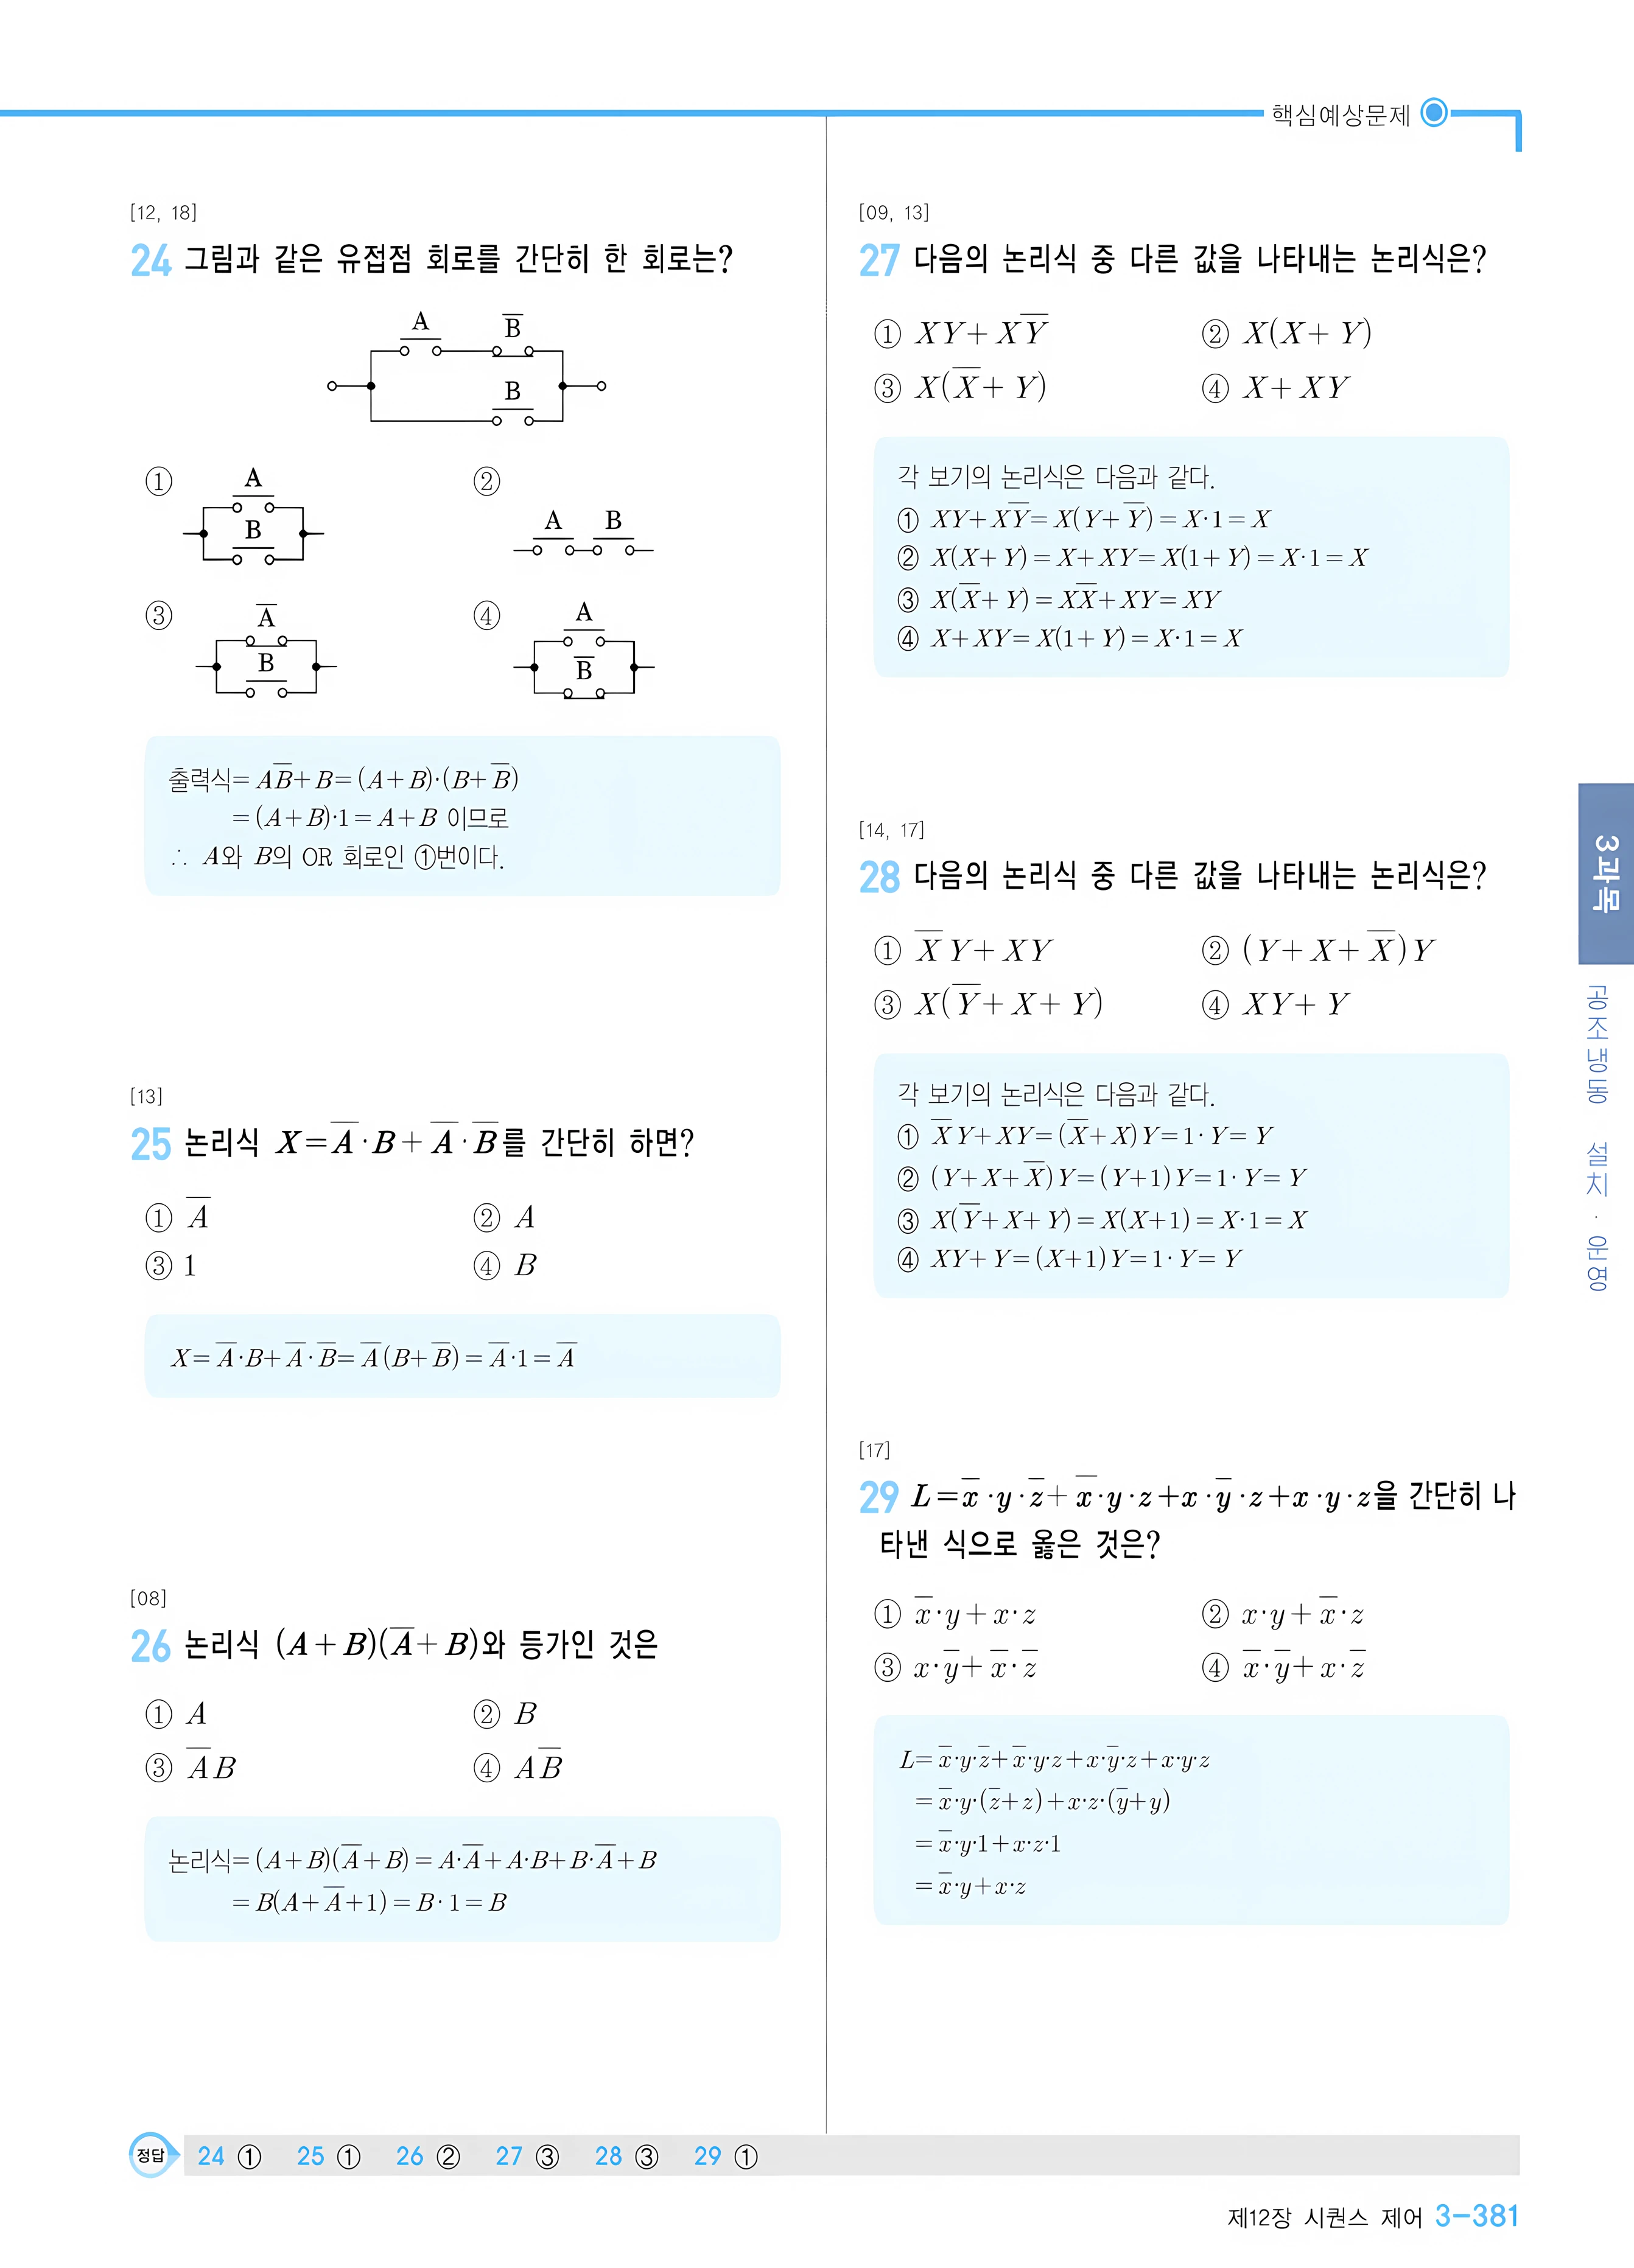 핵심예상문제
[12, 18]
24 그림과 같은 유접점 회로를 간단히 한 회로는?
A B̅
B
① A B
② A B
③ A̅ B
④ A B̅
출력식= AB̅+B=(A+B)·(B+B̅)
=(A+B)·1=A+B 이므로
∴ A와 B의 OR 회로인 ①번이다.
[13]
25 논리식 X=A̅·B+A̅·B̅를 간단히 하면?
① A̅ ② A
③ 1 ④ B
X=A̅·B+A̅·B̅=A̅(B+B̅)=A̅·1=A̅
[08]
26 논리식 (A+B)(A̅+B)와 등가인 것은
① A ② B
③ A̅B ④ AB̅
논리식=(A+B)(A̅+B)=A·A̅+A·B+B·A̅+B
=B(A+A̅+1)=B·1=B
[09, 13]
27 다음의 논리식 중 다른 값을 나타내는 논리식은?
① XY+XY̅ ② X(X+Y)
③ X(X̅+Y) ④ X+XY
각 보기의 논리식은 다음과 같다.
① XY+XY̅=X(Y+Y̅)=X·1=X
② X(X+Y)=X+XY=X(1+Y)=X·1=X
③ X(X̅+Y)=XX̅+XY=XY
④ X+XY=X(1+Y)=X·1=X
[14, 17]
28 다음의 논리식 중 다른 값을 나타내는 논리식은?
① X̅Y+XY ② (Y+X+X̅)Y
③ X(Y̅+X+Y) ④ XY+Y
각 보기의 논리식은 다음과 같다.
① X̅Y+XY=(X̅+X)Y=1·Y=Y
② (Y+X+X̅)Y=(Y+1)Y=1·Y=Y
③ X(Y̅+X+Y)=X(X+1)=X·1=X
④ XY+Y=(X+1)Y=1·Y=Y
[17]
29 L=x̅·y·z̅+x̅·y·z+x·y̅·z+x·y·z을 간단히 나
타낸 식으로 옳은 것은?
① x̅·y+x·z ② x·y+x̅·z
③ x·y̅+x̅·z̅ ④ x̅·y̅+x·z̅
L=x̅·y·z̅+x̅·y·z+x·y̅·z+x·y·z
=x̅·y·(z̅+z)+x·z·(y̅+y)
=x̅·y·1+x·z·1
=x̅·y+x·z
3과목
공조냉동 설치·운영
정답 24 ① 25 ① 26 ② 27 ③ 28 ③ 29 ①
제12장 시퀀스 제어 3-381